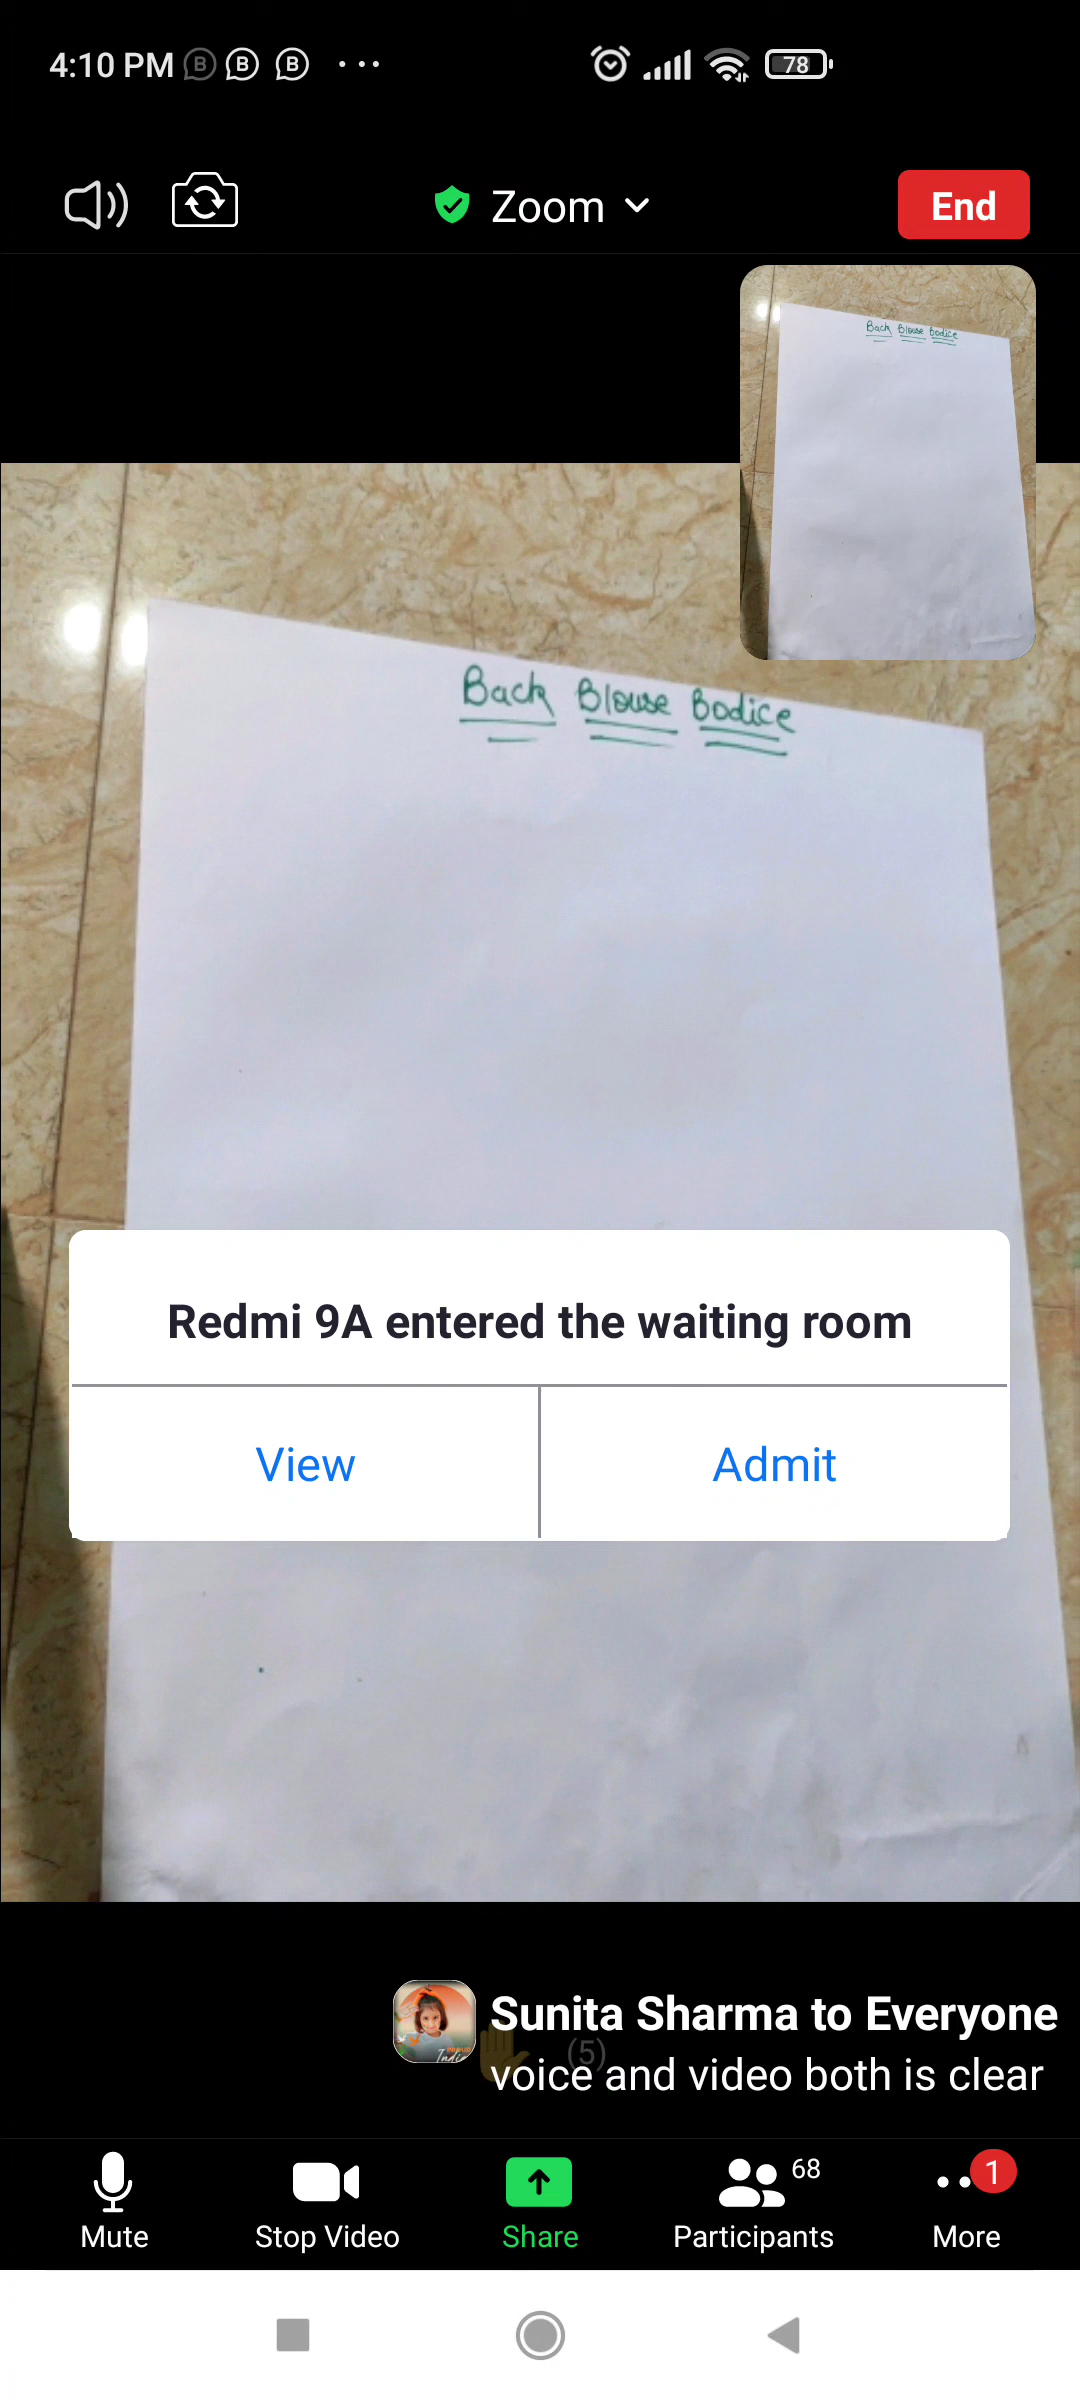 4:10 PM
78
Zoom
End
Back Blouse Bodice
Back Blouse Bodice
Redmi 9A entered the waiting room
View
Admit
Sunita Sharma to Everyone
(5)
voice and video both is clear
68
1
Mute
Stop Video
Share
Participants
More